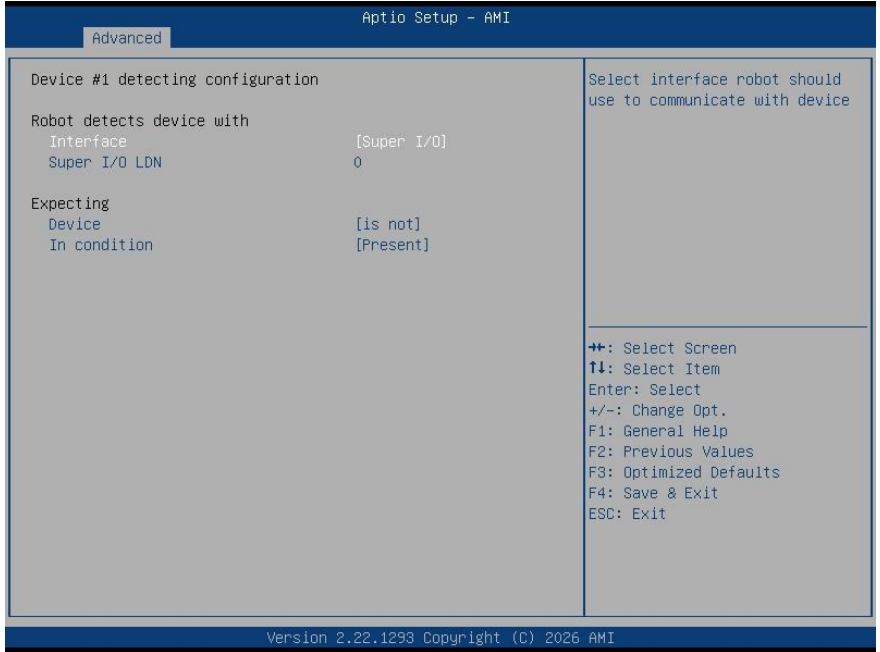 Aptio Setup – AMI
Advanced
Device #1 detecting configuration
Robot detects device with
Interface [Super I/O]
Super I/O LDN 0
Expecting
Device [is not]
In condition [Present]
Select interface robot should
use to communicate with device
→←: Select Screen
↑↓: Select Item
Enter: Select
+/-: Change Opt.
F1: General Help
F2: Previous Values
F3: Optimized Defaults
F4: Save & Exit
ESC: Exit
Version 2.22.1293 Copyright (C) 2026 AMI